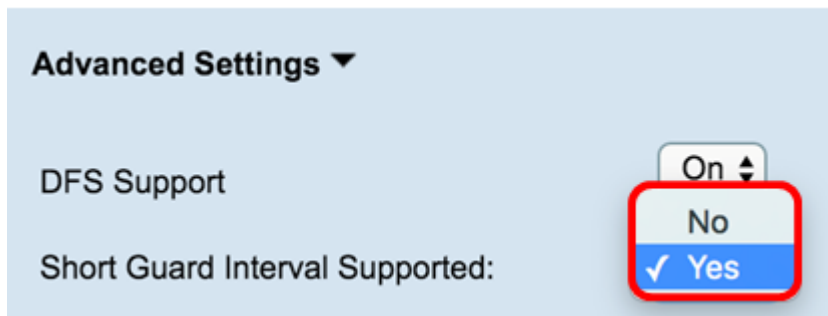 Advanced Settings
DFS Support On
No
Short Guard Interval Supported: ✓ Yes